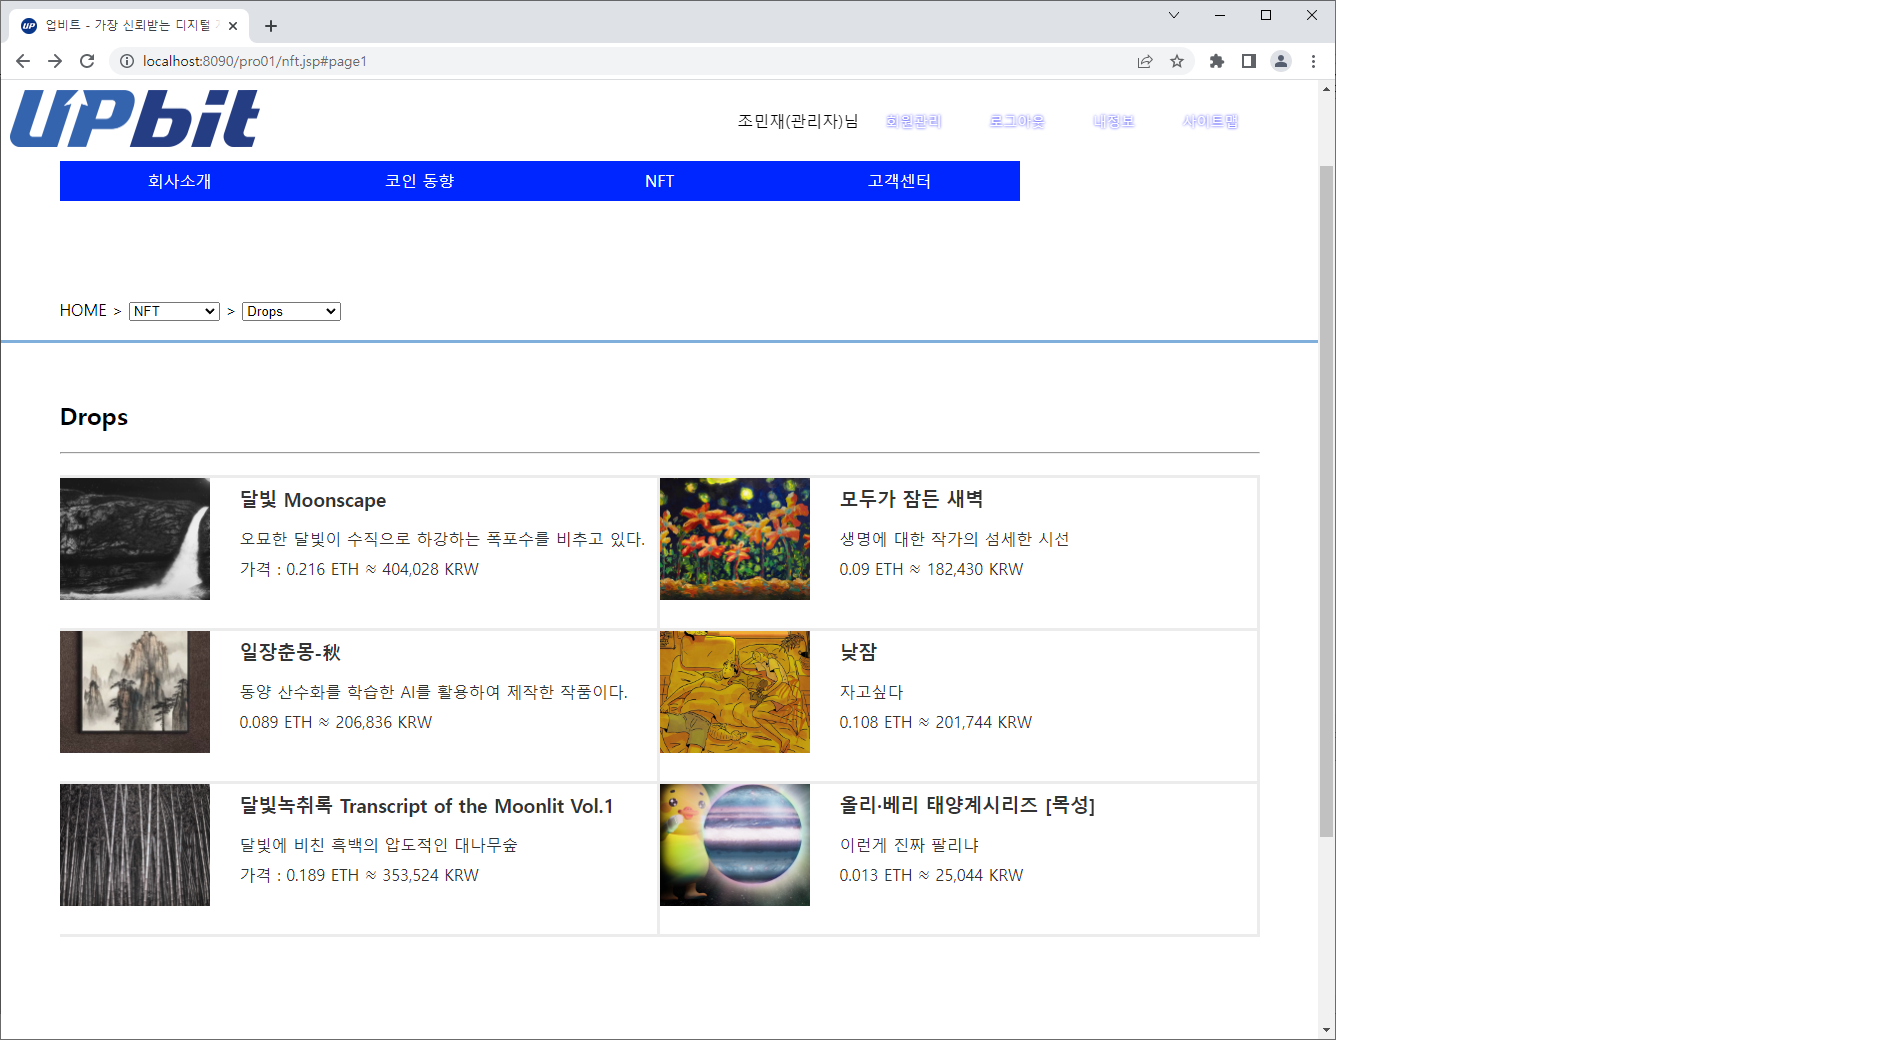 UP 업비트 - 가장 신뢰받는 디지털
localhost:8090/pro01/nft.jsp#page1
UPbit
조민재(관리자)님 회원관리 로그아웃 내정보 사이트맵
회사소개 코인 동향 NFT 고객센터
HOME > NFT > Drops
Drops
달빛 Moonscape
오묘한 달빛이 수직으로 하강하는 폭포수를 비추고 있다.
가격 : 0.216 ETH ≈ 404,028 KRW
모두가 잠든 새벽
생명에 대한 작가의 섬세한 시선
0.09 ETH ≈ 182,430 KRW
일장춘몽-秋
동양 산수화를 학습한 AI를 활용하여 제작한 작품이다.
0.089 ETH ≈ 206,836 KRW
낮잠
자고싶다
0.108 ETH ≈ 201,744 KRW
달빛녹취록 Transcript of the Moonlit Vol.1
달빛에 비친 흑백의 압도적인 대나무숲
가격 : 0.189 ETH ≈ 353,524 KRW
올리·베리 태양계시리즈 [목성]
이런게 진짜 팔리냐
0.013 ETH ≈ 25,044 KRW